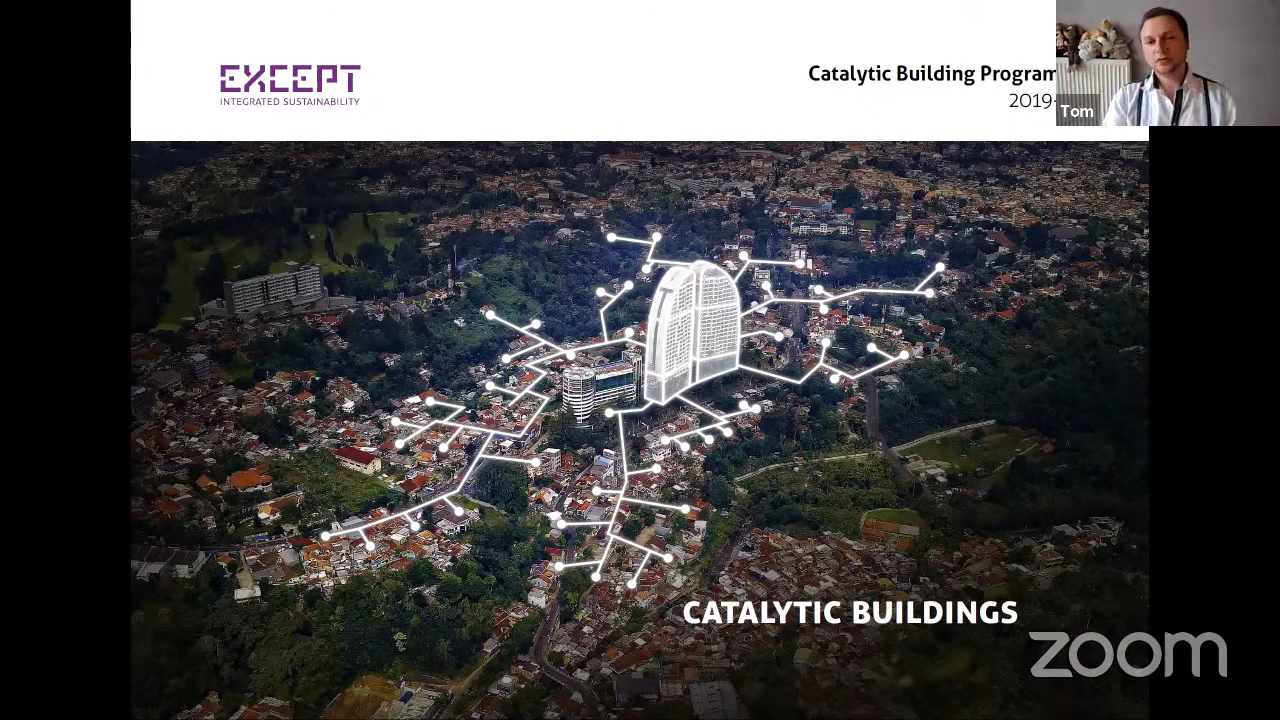 EXCEPT
INTEGRATED SUSTAINABILITY
Catalytic Building Program
2019-
Tom
CATALYTIC BUILDINGS
zoom